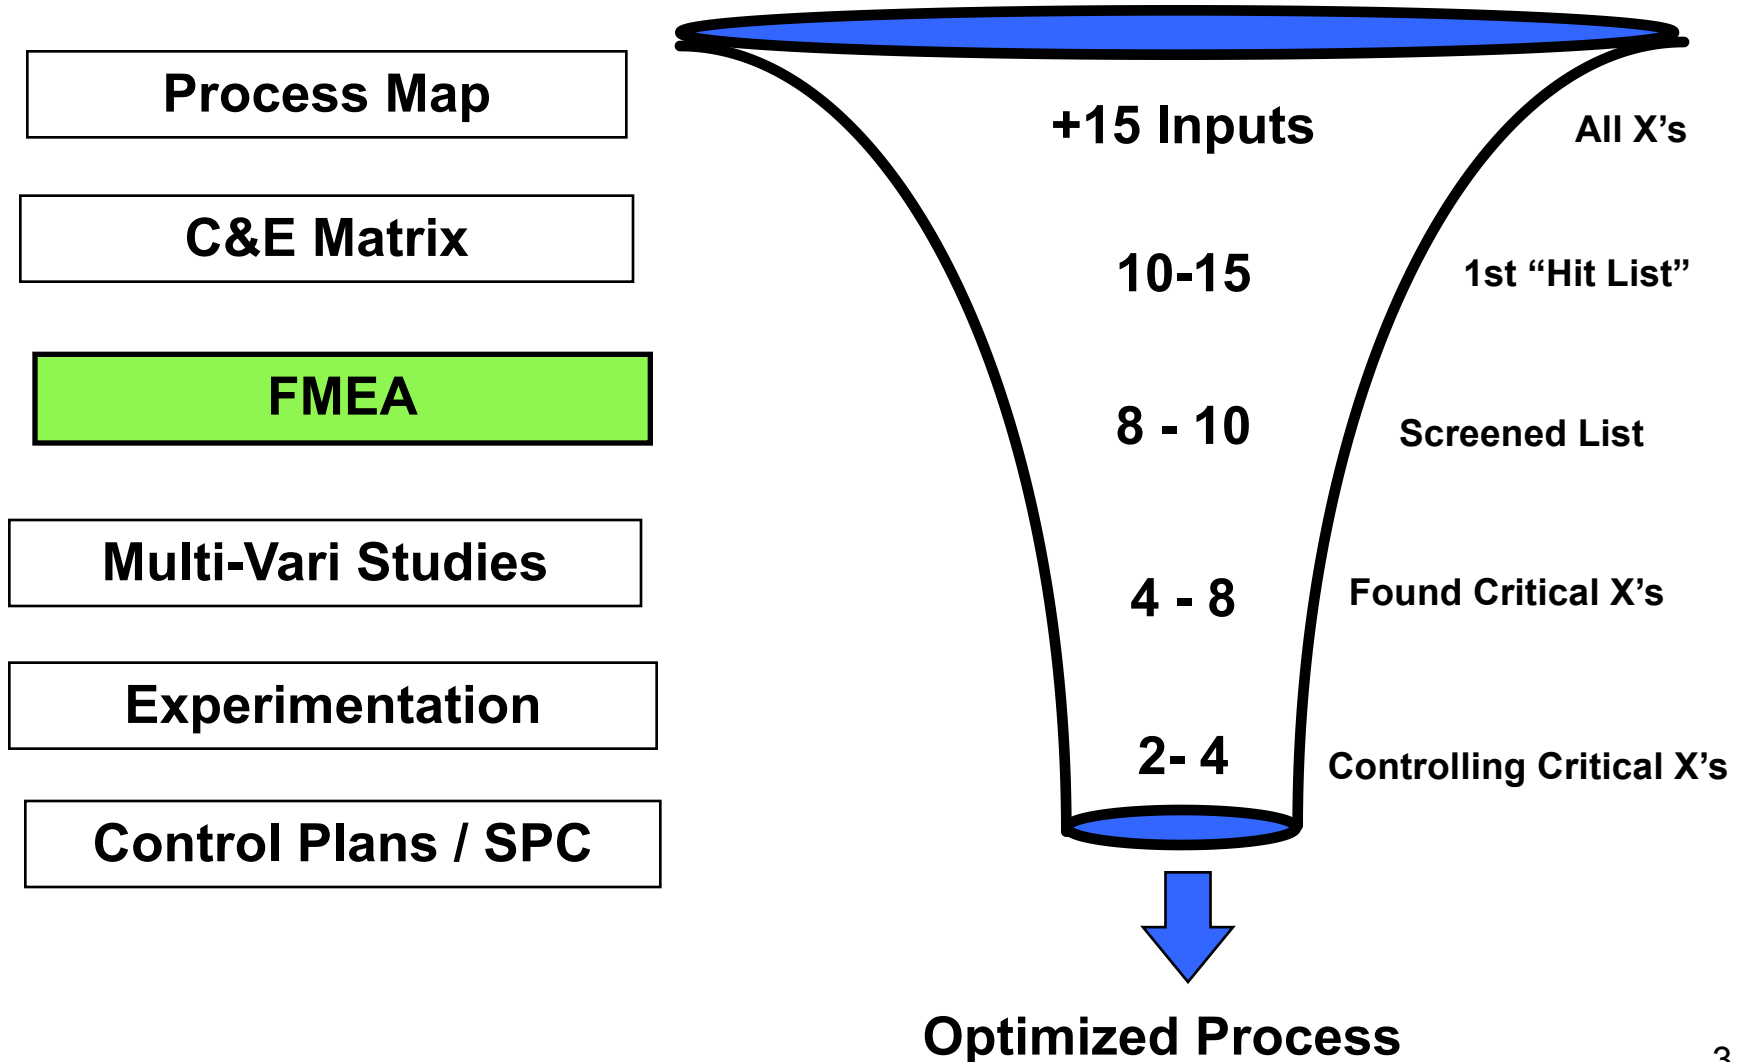 Process Map
+15 Inputs
All X’s
C&E Matrix
10-15
1st “Hit List”
FMEA
8 - 10
Screened List
Multi-Vari Studies
4 - 8
Found Critical X’s
Experimentation
2- 4
Controlling Critical X’s
Control Plans / SPC
Optimized Process
3